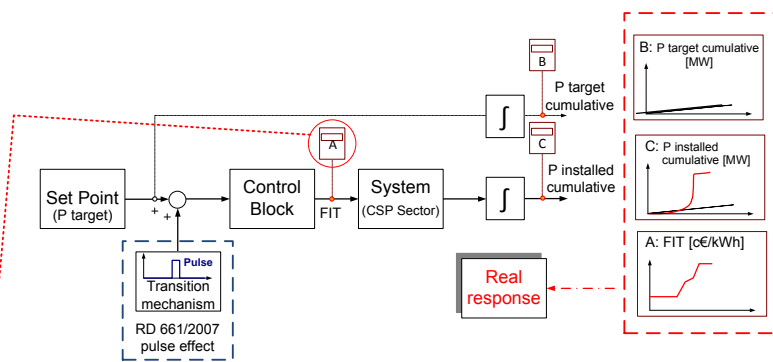 B
P target
cumulative
∫
A
C
P installed
cumulative
∫
Set Point
(P target)
+
+
Control
Block
FIT
System
(CSP Sector)
Pulse
Transition
mechanism
RD 661/2007
pulse effect
Real
response
B: P target cumulative
[MW]
C: P installed
cumulative [MW]
A: FIT [c€/kWh]